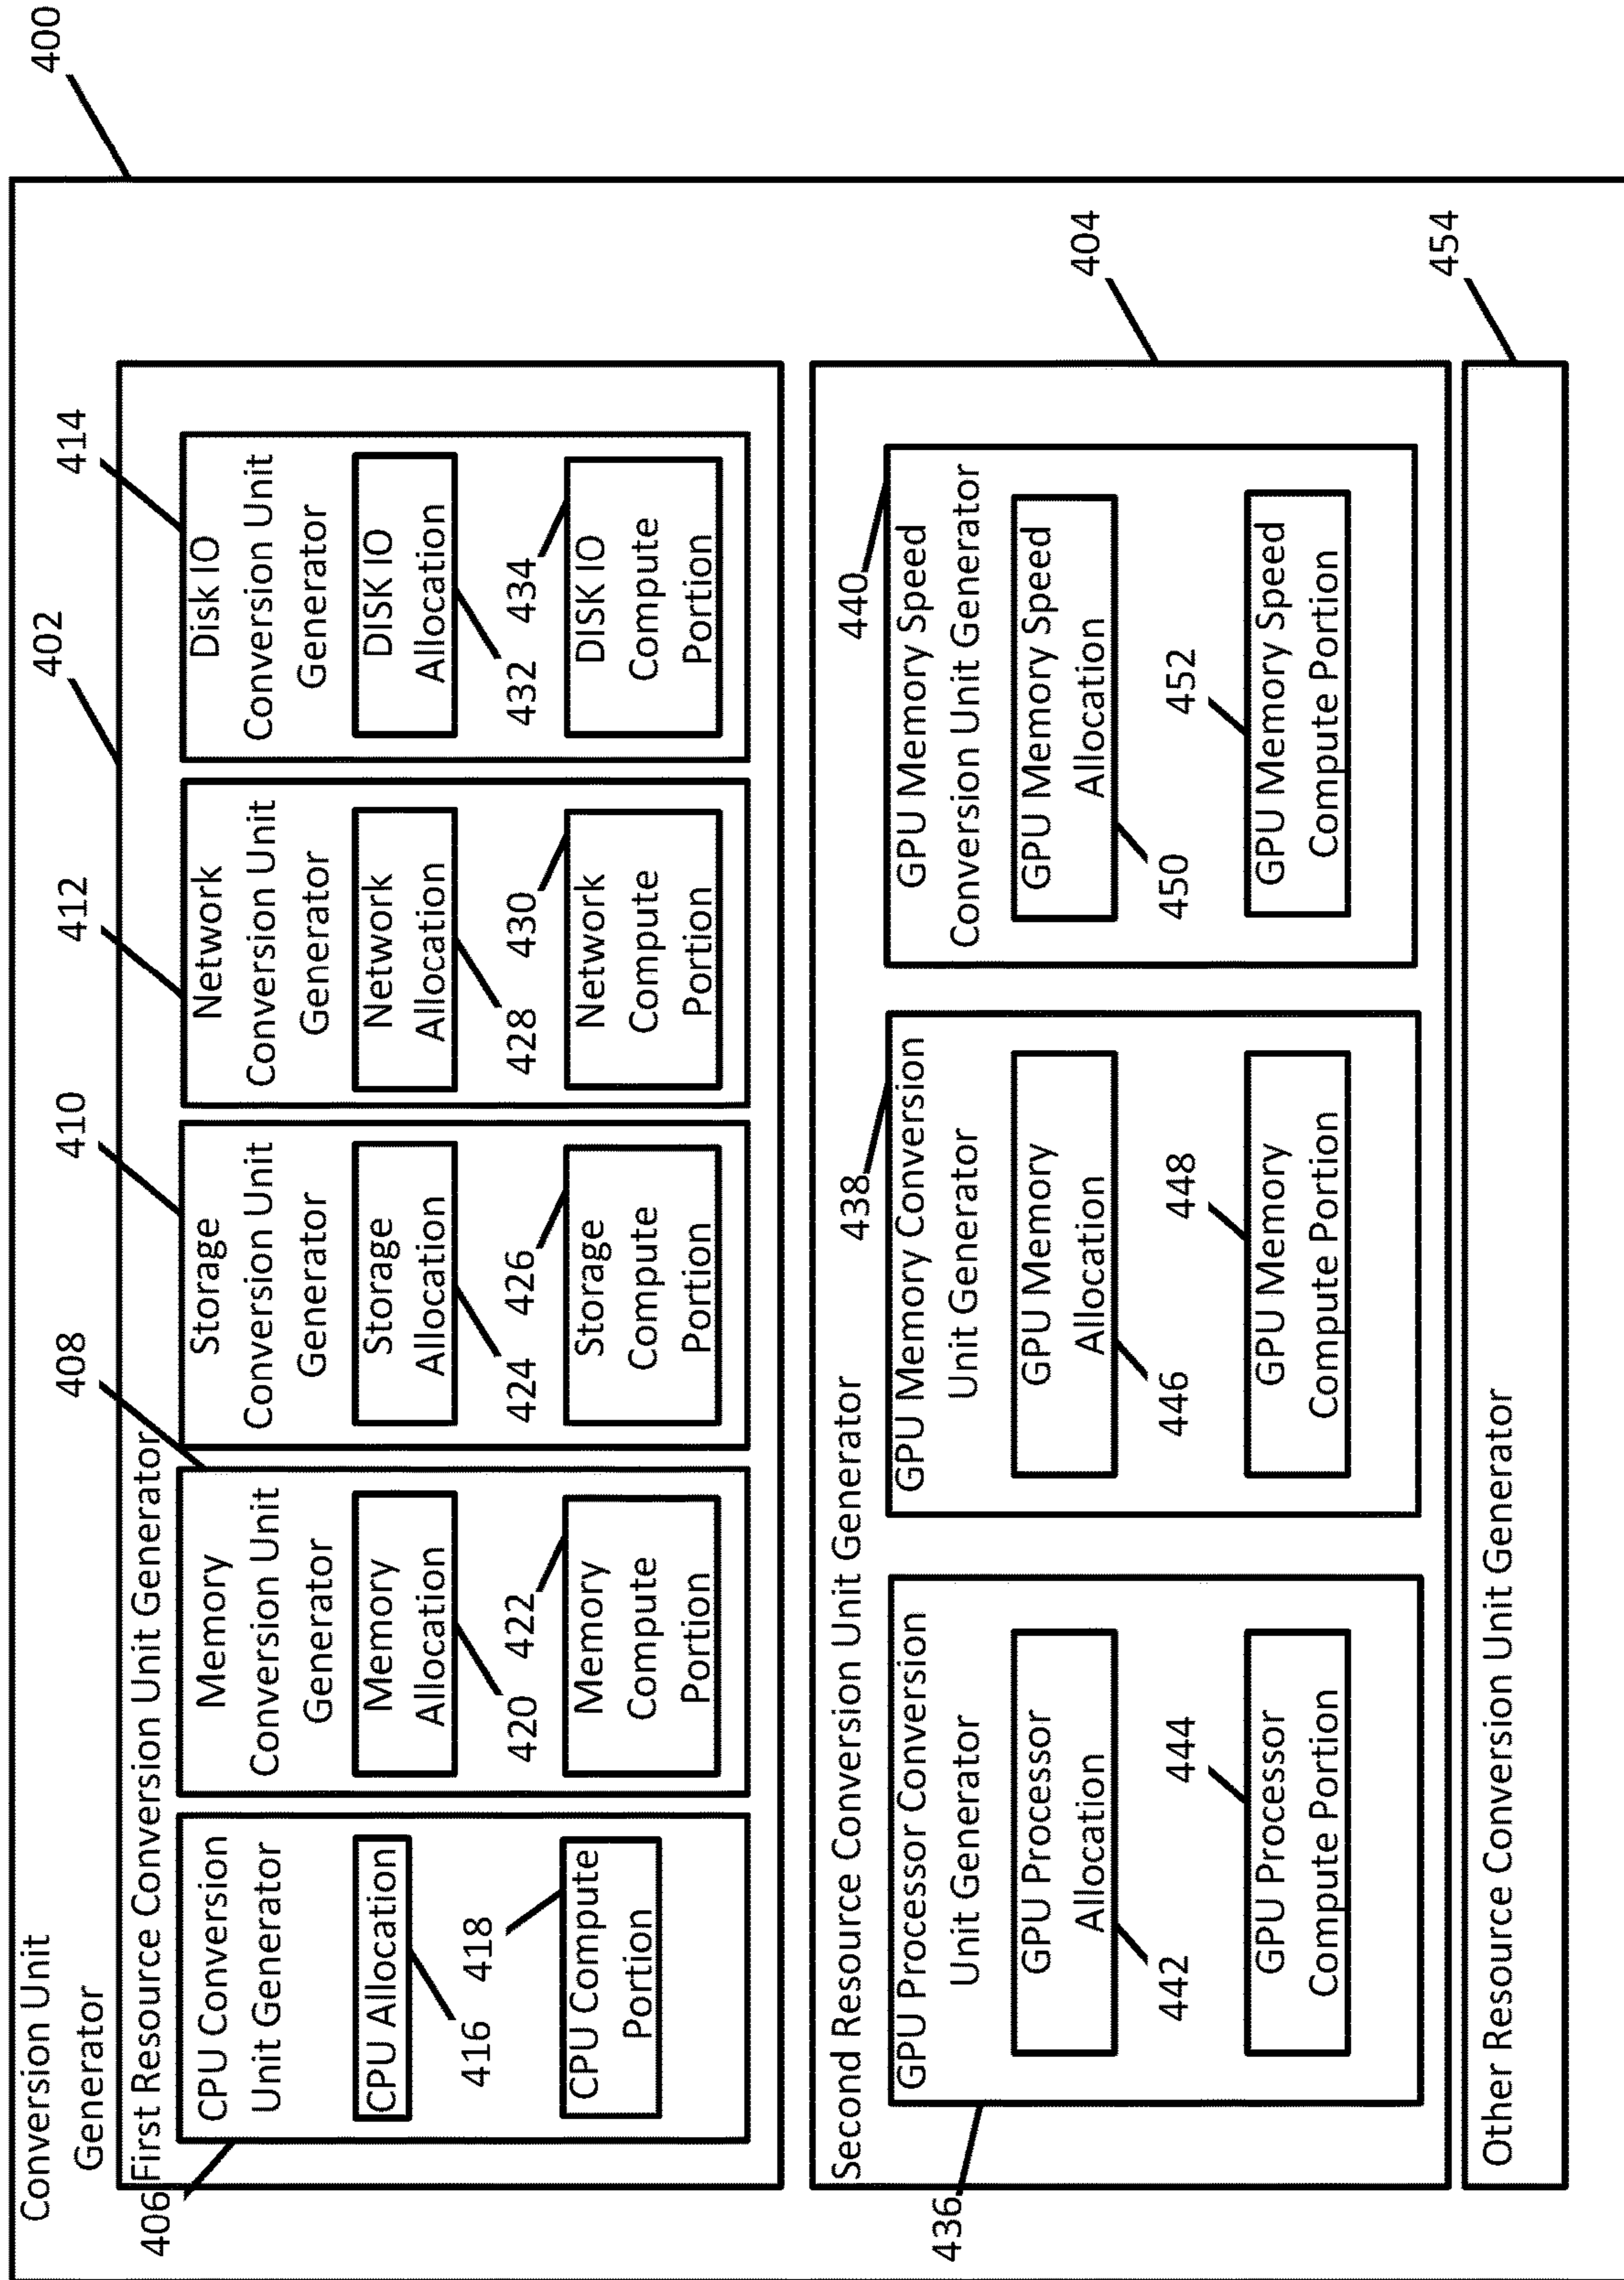 400
Conversion Unit
Generator
402
First Resource Conversion Unit Generator
406
CPU Conversion
Unit Generator
CPU Allocation
416
418
CPU Compute
Portion
408
Memory
Conversion Unit
Generator
Memory
Allocation
420
422
Memory
Compute
Portion
410
Storage
Conversion Unit
Generator
Storage
Allocation
424
426
Storage
Compute
Portion
412
Network
Conversion Unit
Generator
Network
Allocation
428
430
Network
Compute
Portion
414
Disk IO
Conversion Unit
Generator
DISK IO
Allocation
432
434
DISK IO
Compute
Portion
404
Second Resource Conversion Unit Generator
436
GPU Processor Conversion
Unit Generator
GPU Processor
Allocation
442
444
GPU Processor
Compute Portion
438
GPU Memory Conversion
Unit Generator
GPU Memory
Allocation
446
448
GPU Memory
Compute Portion
440
GPU Memory Speed
Conversion Unit Generator
GPU Memory Speed
Allocation
450
452
GPU Memory Speed
Compute Portion
454
Other Resource Conversion Unit Generator